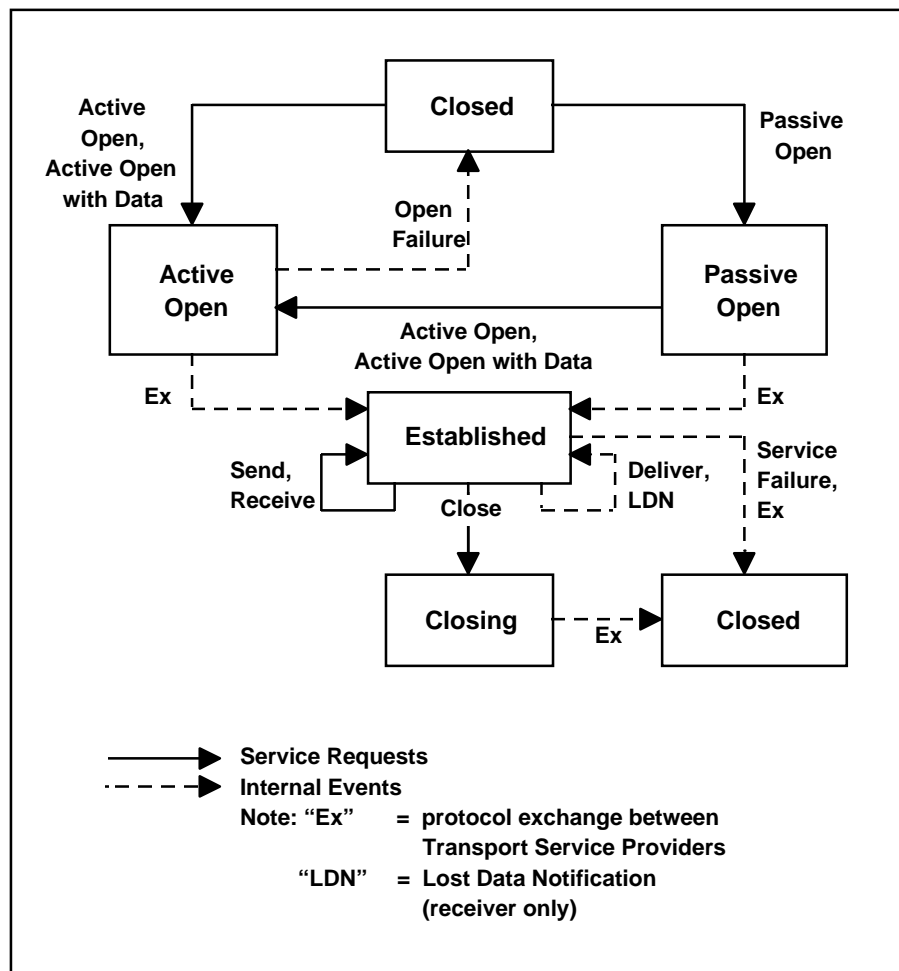 Closed
Active
Open,
Active Open
with Data
Passive
Open
Open
Failure
Active
Open
Passive
Open
Active Open,
Active Open with Data
Ex
Ex
Established
Send,
Receive
Deliver,
LDN
Service
Failure,
Ex
Close
Closing
Ex
Closed
Service Requests
Internal Events
Note: “Ex” = protocol exchange between
Transport Service Providers
“LDN” = Lost Data Notification
(receiver only)